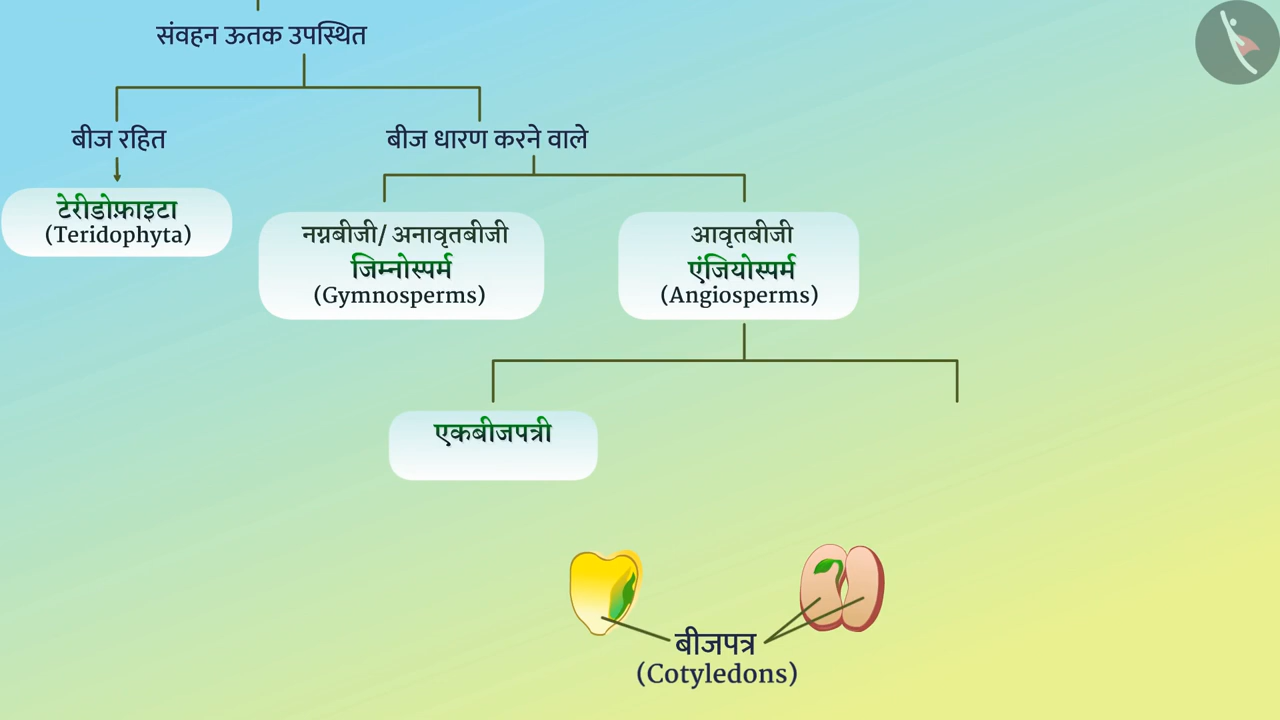 संवहन ऊतक उपस्थित
बीज रहित
बीज धारण करने वाले
टेरीडोफ़ाइटा
(Teridophyta)
नग्नबीजी/ अनावृतबीजी
जिम्नोस्पर्म
(Gymnosperms)
आवृतबीजी
एंजियोस्पर्म
(Angiosperms)
एकबीजपत्री
बीजपत्र
(Cotyledons)